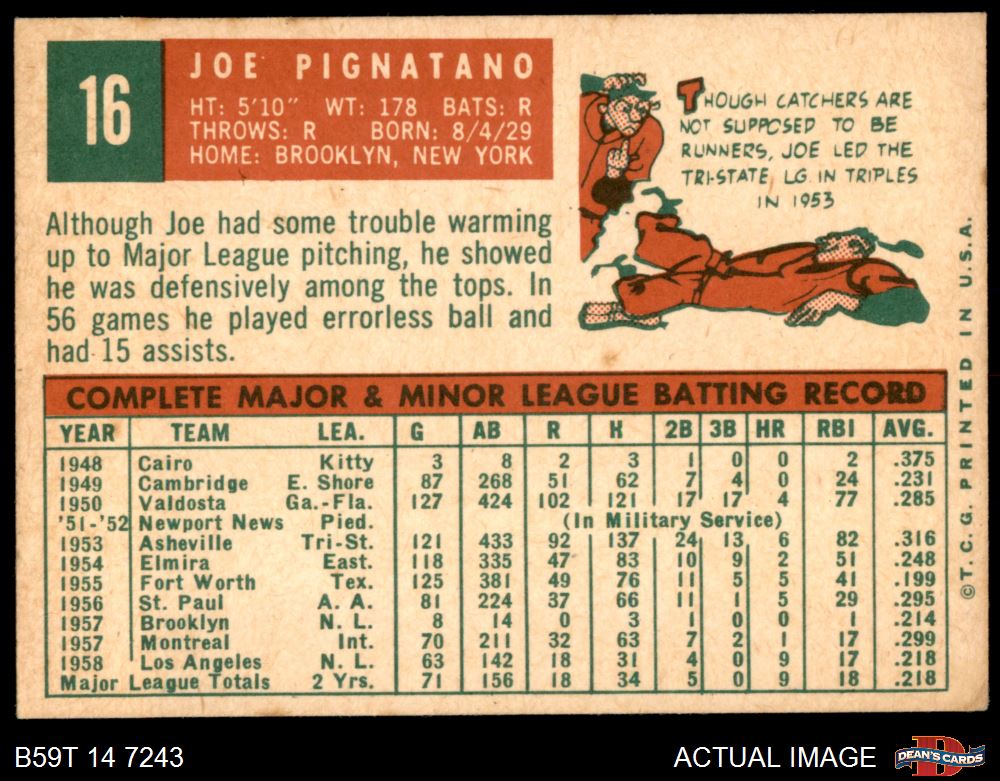 16
JOE PIGNATANO
HT: 5'10" WT: 178 BATS: R
THROWS: R BORN: 8/4/29
HOME: BROOKLYN, NEW YORK
THOUGH CATCHERS ARE
NOT SUPPOSED TO BE
RUNNERS, JOE LED THE
TRI-STATE LG. IN TRIPLES
IN 1953
Although Joe had some trouble warming
up to Major League pitching, he showed
he was defensively among the tops. In
56 games he played errorless ball and
had 15 assists.
COMPLETE MAJOR & MINOR LEAGUE BATTING RECORD
YEAR TEAM LEA. G AB R H 2B 3B HR RBI AVG.
1948 Cairo Kitty 3 8 2 3 1 0 0 2 .375
1949 Cambridge E. Shore 87 268 51 62 7 4 0 24 .231
1950 Valdosta Ga.-Fla. 127 424 102 121 17 17 4 77 .285
'51-'52 Newport News Pied. (In Military Service)
1953 Asheville Tri-St. 121 433 92 137 24 13 6 82 .316
1954 Elmira East. 118 335 47 83 10 9 2 51 .248
1955 Fort Worth Tex. 125 381 49 76 11 5 5 41 .199
1956 St. Paul A. A. 81 224 37 66 11 1 5 29 .295
1957 Brooklyn N. L. 8 14 0 3 1 0 0 1 .214
1957 Montreal Int. 70 211 32 63 7 2 1 17 .299
1958 Los Angeles N. L. 63 142 18 31 4 0 9 17 .218
Major League Totals 2 Yrs. 71 156 18 34 5 0 9 18 .218
©T.C.G. PRINTED IN U.S.A.
B59T 14 7243
ACTUAL IMAGE
D
DEAN'S CARDS